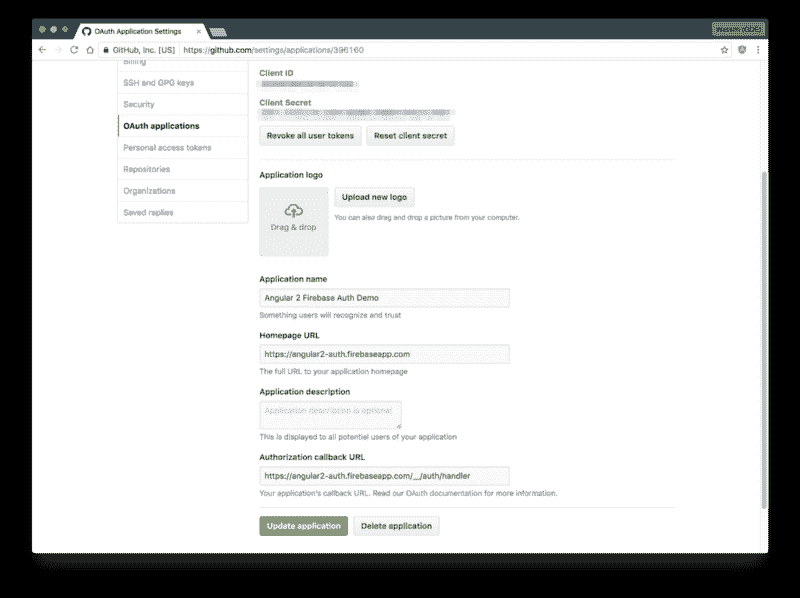 OAuth Application Settings
GitHub, Inc. [US] https://github.com/settings/applications/396160
Billing
SSH and GPG keys
Security
OAuth applications
Personal access tokens
Repositories
Organizations
Saved replies
Client ID
Client Secret
Revoke all user tokens Reset client secret
Application logo
Drag & drop
Upload new logo
You can also drag and drop a picture from your computer.
Application name
Angular 2 Firebase Auth Demo
Something users will recognize and trust
Homepage URL
https://angular2-auth.firebaseapp.com
The full URL to your application homepage
Application description
Application description is optional
This is displayed to all potential users of your application
Authorization callback URL
https://angular2-auth.firebaseapp.com/__/auth/handler
Your application's callback URL. Read our OAuth documentation for more information.
Update application Delete application